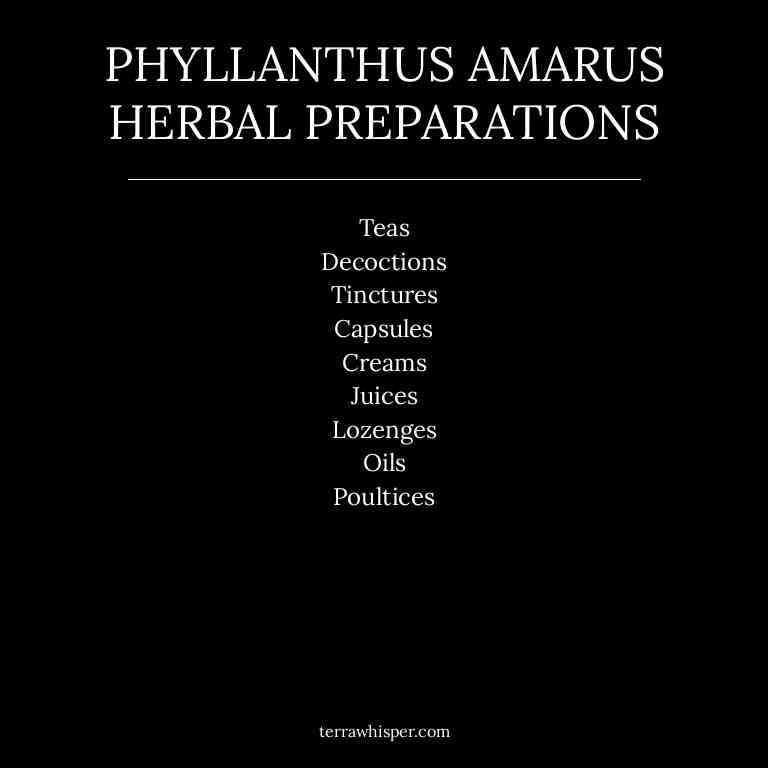 PHYLLANTHUS AMARUS
HERBAL PREPARATIONS
Teas
Decoctions
Tinctures
Capsules
Creams
Juices
Lozenges
Oils
Poultices
terrawhisper.com